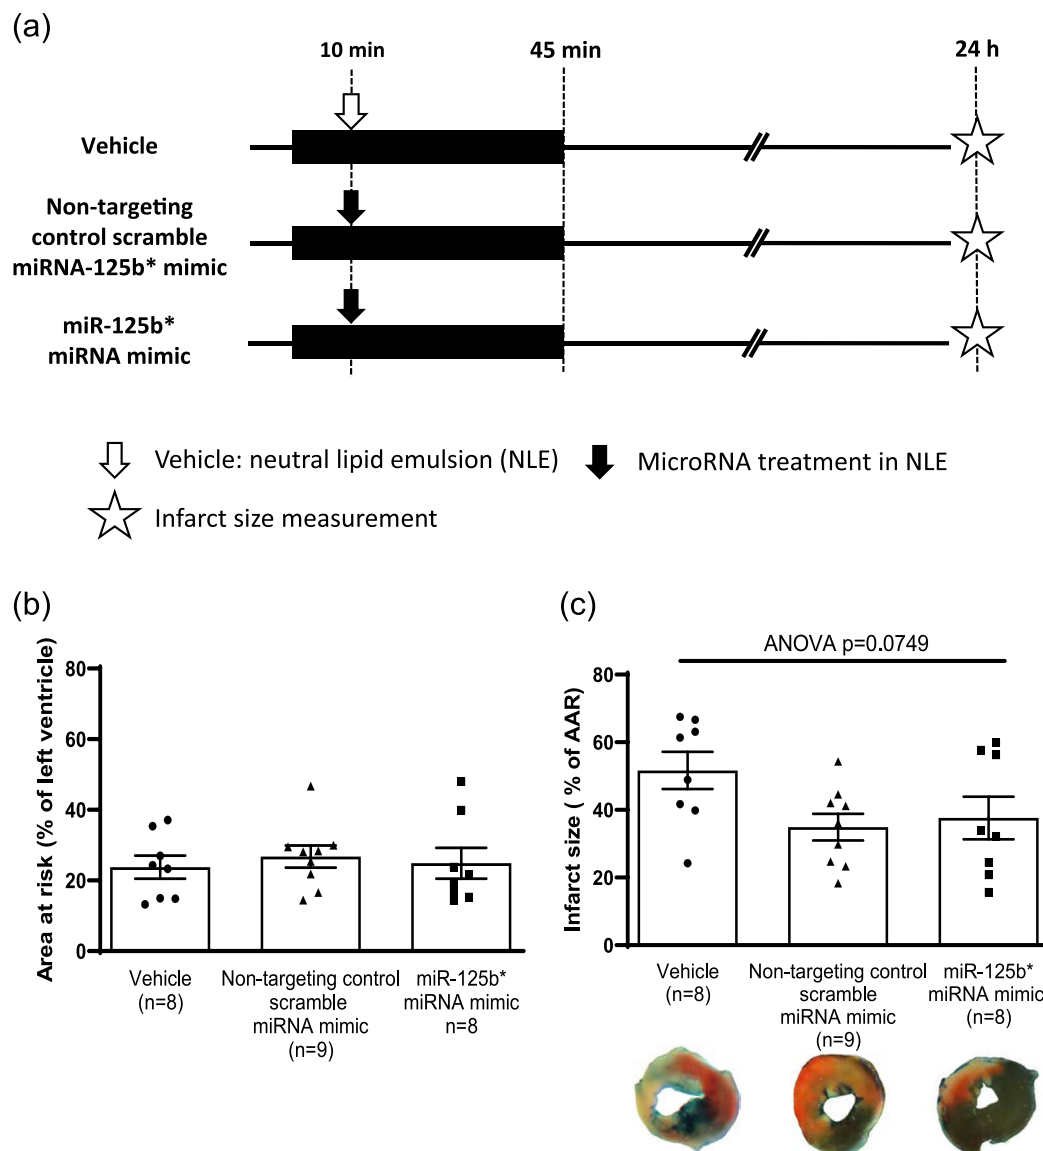 (a)
10 min
45 min
24 h
Vehicle
Non-targeting
control scramble
miRNA-125b* mimic
miR-125b*
miRNA mimic
Vehicle: neutral lipid emulsion (NLE)
MicroRNA treatment in NLE
Infarct size measurement
(b)
Area at risk (% of left ventricle)
80
60
40
20
0
Vehicle
(n=8)
Non-targeting control
scramble
miRNA mimic
(n=9)
miR-125b*
miRNA mimic
n=8
(c)
ANOVA p=0.0749
Infarct size ( % of AAR)
80
60
40
20
0
Vehicle
(n=8)
Non-targeting control
scramble
miRNA mimic
(n=9)
miR-125b*
miRNA mimic
(n=8)